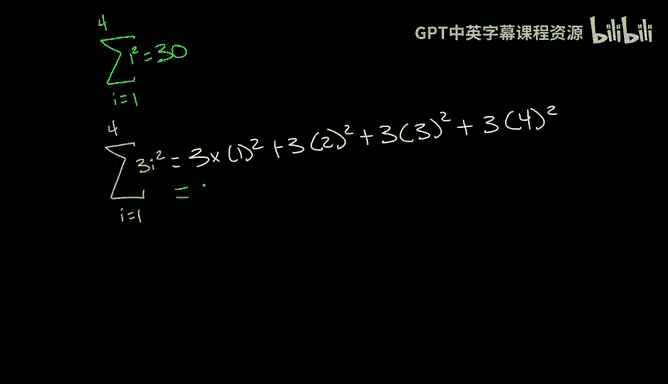 GPT中英字幕课程资源 bilibili
4
∑ i² = 30
i=1
4
∑ 3i² = 3×(1)² + 3(2)² + 3(3)² + 3(4)²
i=1
=